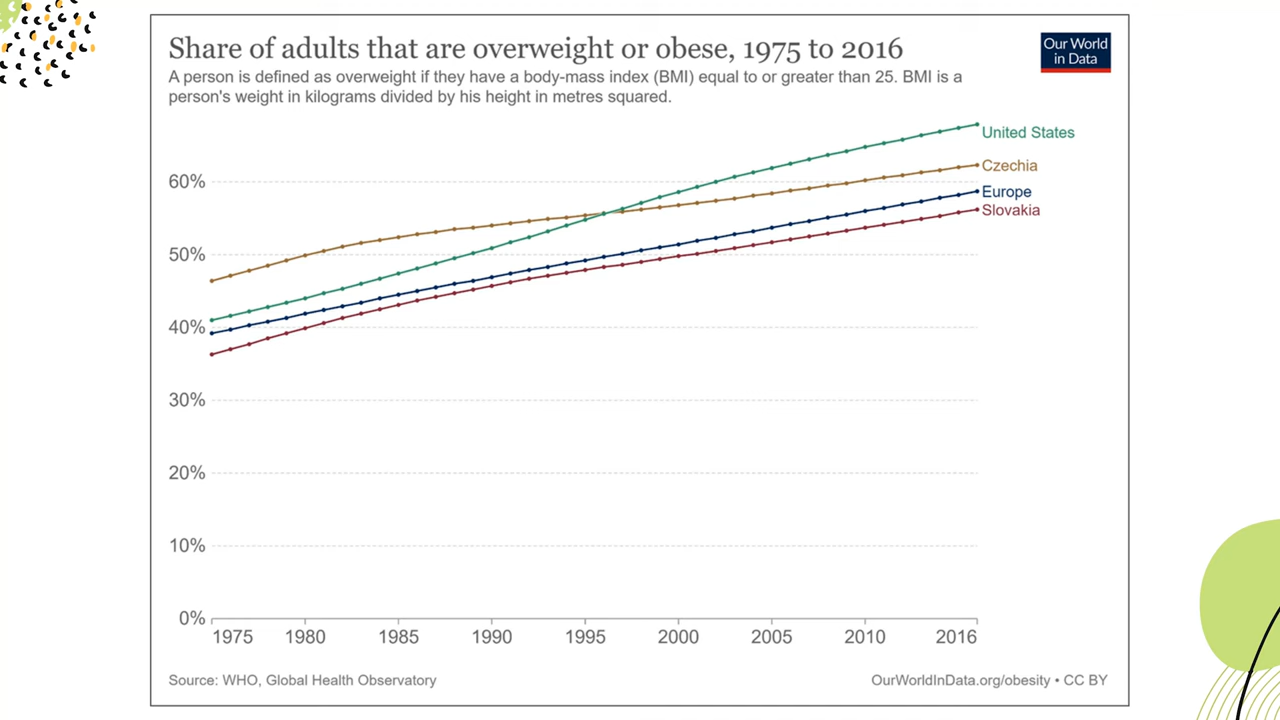 Share of adults that are overweight or obese, 1975 to 2016
Our World
in Data
A person is defined as overweight if they have a body-mass index (BMI) equal to or greater than 25. BMI is a
person's weight in kilograms divided by his height in metres squared.
United States
Czechia
Europe
Slovakia
60%
50%
40%
30%
20%
10%
0%
1975 1980 1985 1990 1995 2000 2005 2010 2016
Source: WHO, Global Health Observatory
OurWorldInData.org/obesity • CC BY